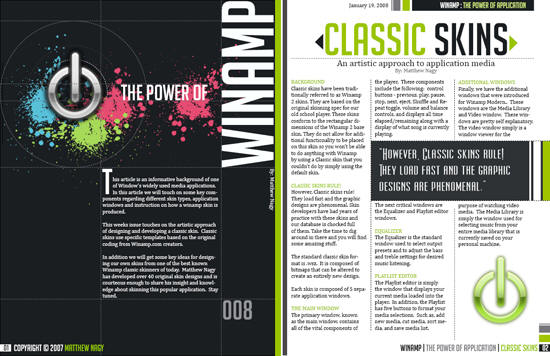 WINAMP
THE POWER OF
By: Matthew Nagy
This article is an informative background of one
of Window's widely used media applications.
In this article we will touch on some key com-
ponents regarding different skin types, application
windows and instruction on how a winamp skin is
produced.
This weeks issue touches on the artistic approach
of designing and developing a classic skin. Classic
skins use specific templates based on the original
coding from Winamp.com creators.
In addition we will get some key ideas for design-
ing our own skins from one of the best known
Winamp classic skinners of today. Matthew Nagy
has developed over 40 original skin designs and is
courteous enough to share his insight and knowl-
edge about skinning this popular application. Stay
tuned.
008
01 COPYRIGHT © 2007 MATTHEW NAGY
January 19, 2008
WINAMP : THE POWER OF APPLICATION
CLASSIC SKINS
An artistic approach to application media
By: Matthew Nagy
BACKGROUND
Classic skins have been tradi-
tionally referred to as Winamp
2 skins. They are based on the
original skinning spec for our
old school player. These skins
conform to the rectangular di-
mensions of the Winamp 2 base
skin. They do not allow for addi-
tional functionality to be placed
on this skin so you won't be able
to do anything with Winamp
by using a Classic skin that you
couldn't do by simply using the
default skin.
CLASSIC SKINS RULE!
However, Classic skins rule!
They load fast and the graphic
designs are phenomenal. Skin
developers have had years of
practice with these skins and
our database is chocked full
of them. Take the time to dig
around in there and you will find
some amazing stuff.
The standard classic skin for-
mat is .wsz. It is composed of
bitmaps that can be altered to
create an entirely new design.
Each skin is composed of 5 sepa-
rate application windows.
THE MAIN WINDOW
The primary window, known
as the main window contains
all of the vital components of
the player. These components
include the following: control
buttons - previous, play, pause,
stop, next, eject, Shuffle and Re-
peat toggle, volume and balance
controls, and displays all time
elapsed/remaining along with a
display of what song is currently
playing.
"HOWEVER, CLASSIC SKINS RULE!
THEY LOAD FAST AND THE GRAPHIC
DESIGNS ARE PHENOMENAL."
The next critical windows are
the Equalizer and Playlist editor
windows.
EQUALIZER
The Equalizer is the standard
window used to select output
presets and to adjust the bass
and treble settings for desired
music listening.
PLAYLIST EDITOR
The Playlist editor is simply
the window that displays your
current media loaded into the
player. In addition, the Playlist
has five buttons to format your
media selections. Such as, add
new media, cut media, sort me-
dia, and save media list.
ADDITIONAL WINDOWS
Finally, we have the additional
windows that were introduced
for Winamp Modern. These
windows are the Media Library
and Video window. These win-
dows are pretty self explanatory.
The video window simply is a
window viewer for the
purpose of watching video
media. The Media Library is
simply the window used for
selecting music from your
entire media library that is
currently saved on your
personal machine.
WINAMP | THE POWER OF APPLICATION | CLASSIC SKINS 02